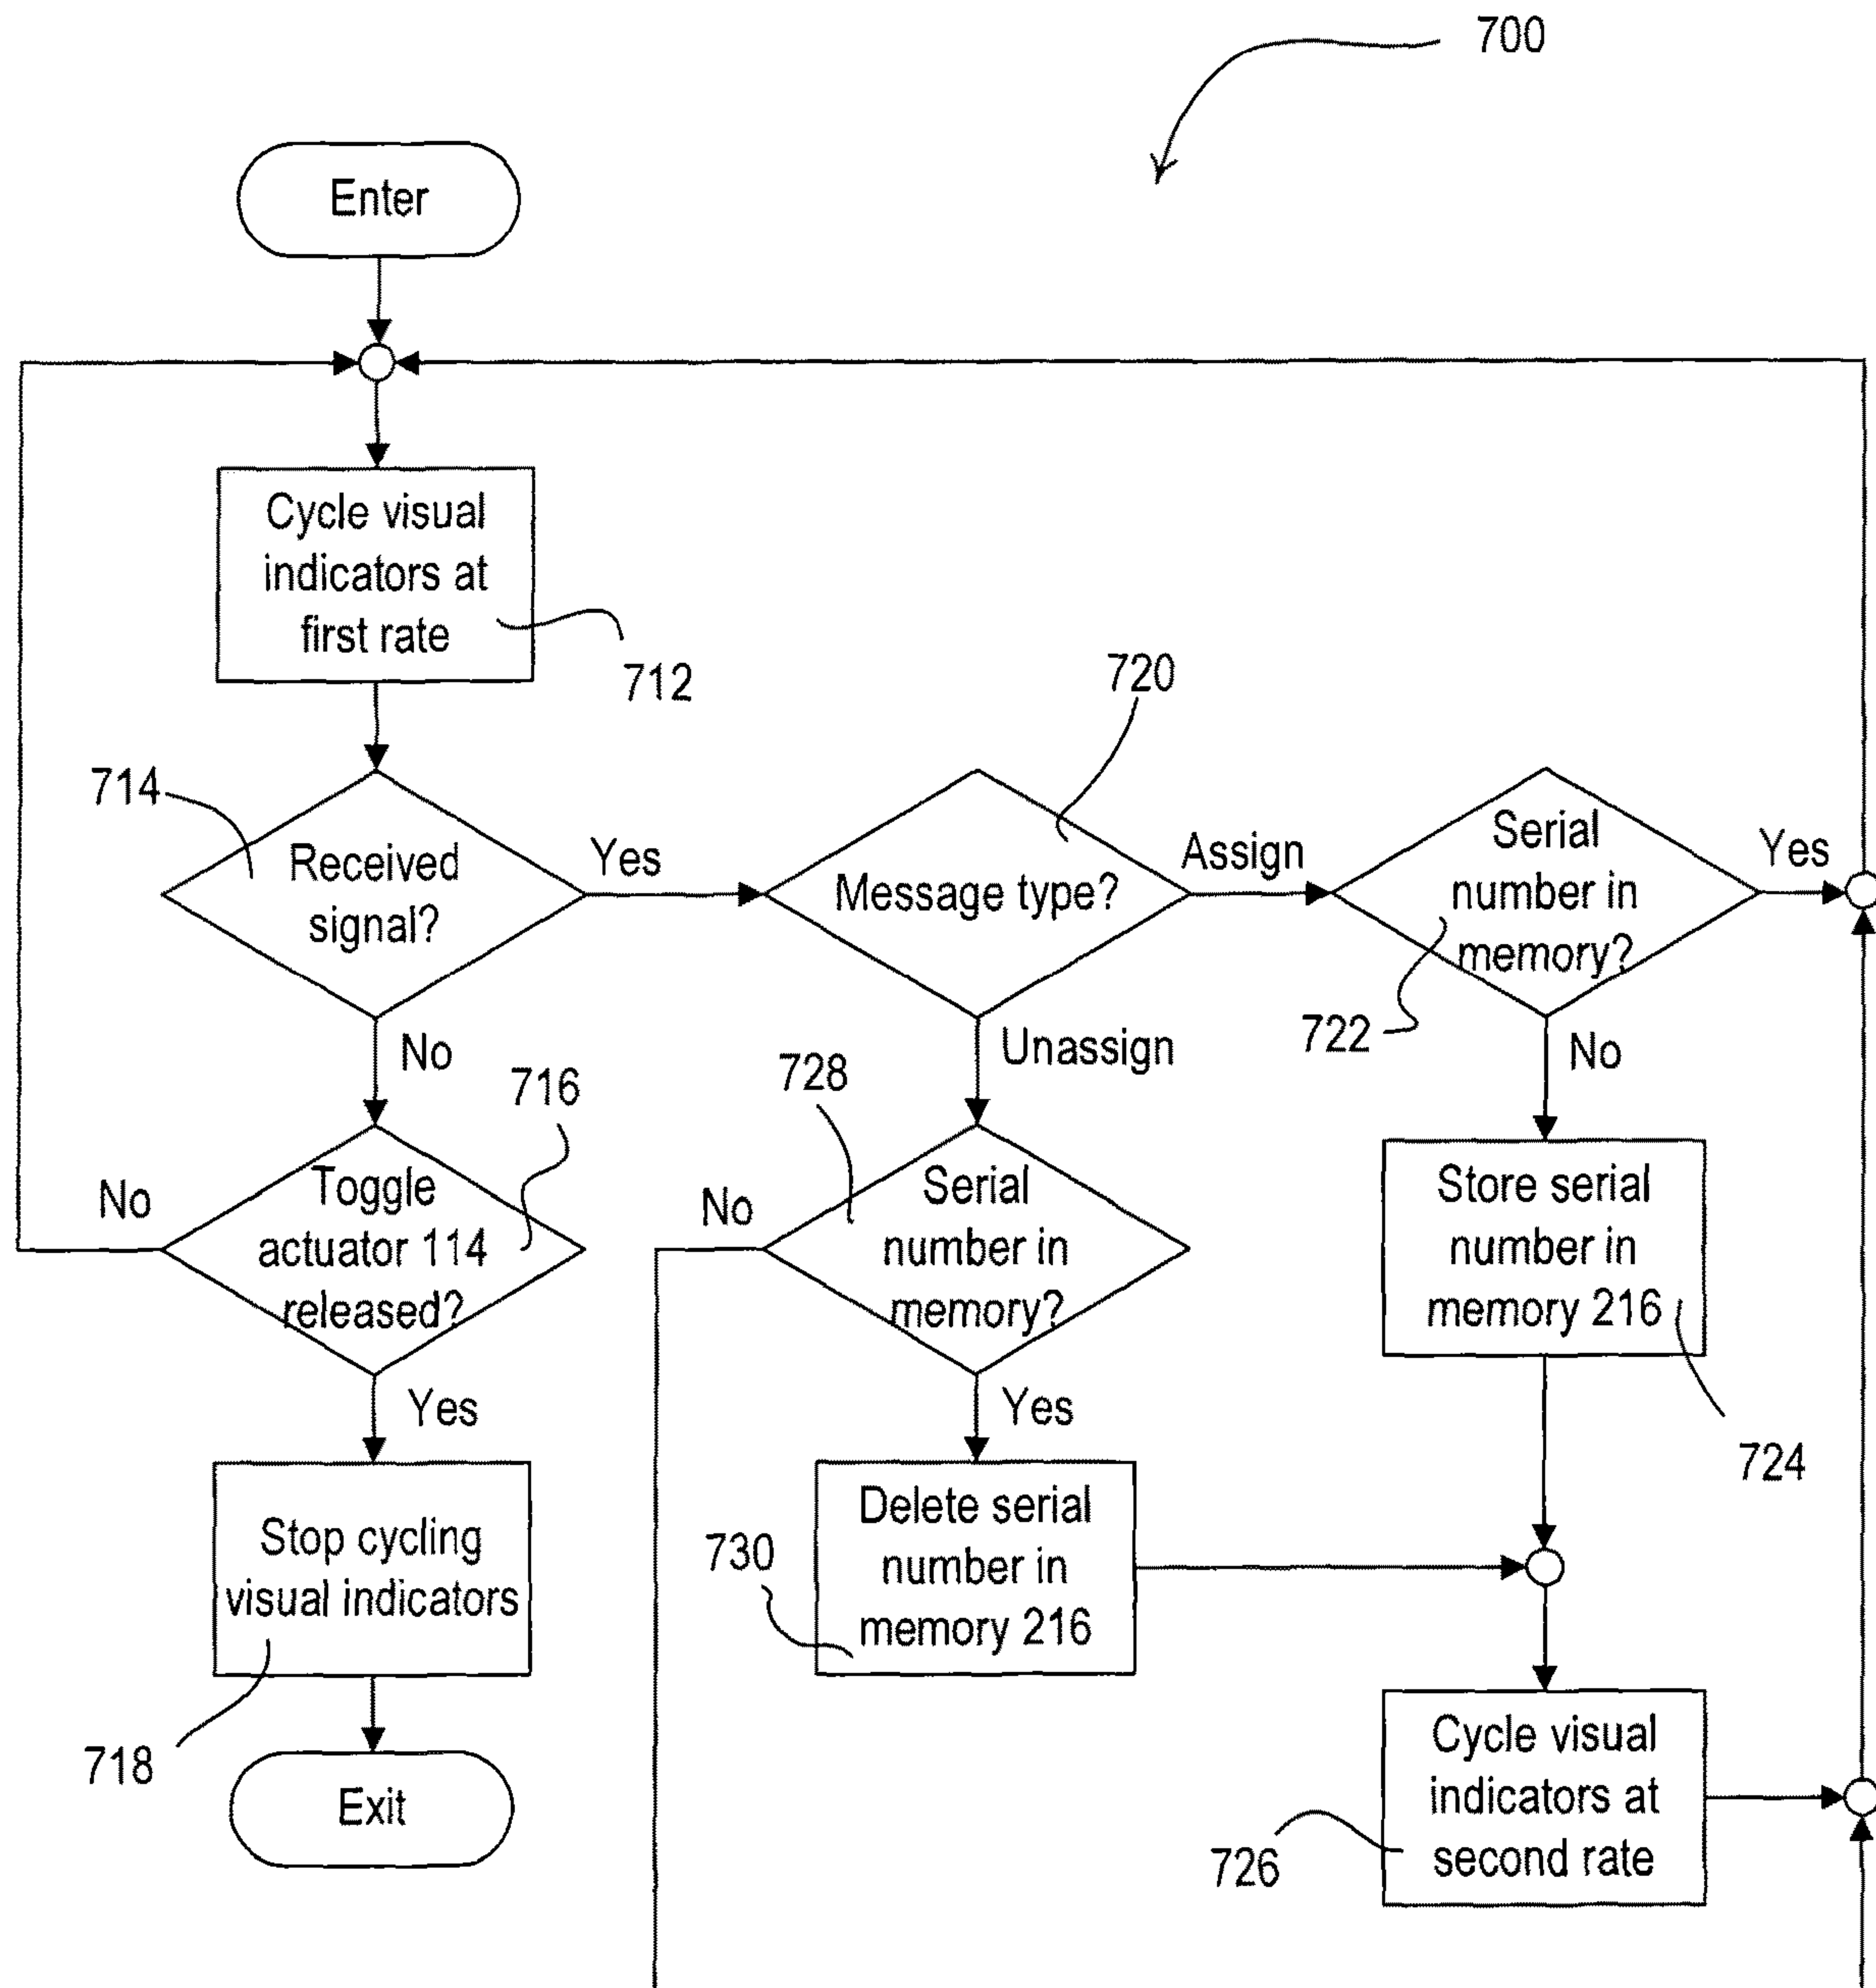 700
Enter
Cycle visual
indicators at
first rate
712
720
714
Received
signal?
Yes
Message type?
Assign
Serial
number in
memory?
Yes
722
No
Unassign
No
716
728
Toggle
actuator 114
released?
No
Yes
Serial
number in
memory?
No
Yes
Store serial
number in
memory 216
724
Stop cycling
visual indicators
718
Delete serial
number in
memory 216
730
Exit
Cycle visual
indicators at
second rate
726